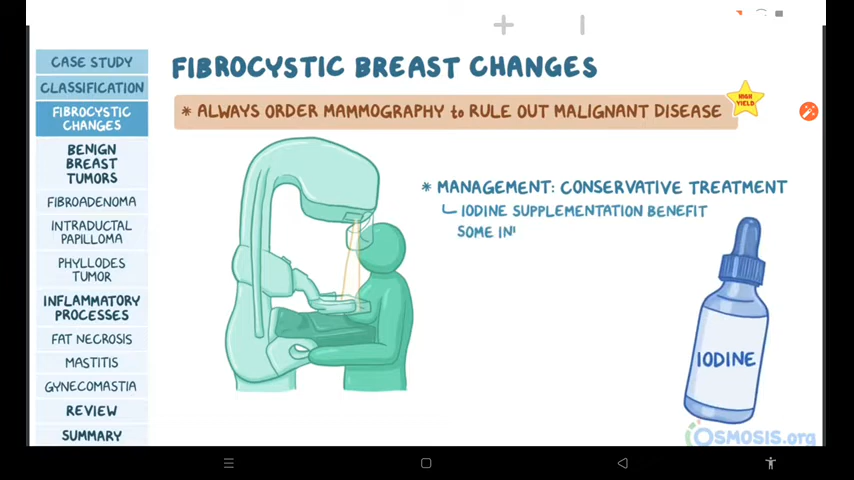 CASE STUDY
CLASSIFICATION
FIBROCYSTIC
CHANGES
BENIGN
BREAST
TUMORS
FIBROADENOMA
INTRADUCTAL
PAPILLOMA
PHYLLODES
TUMOR
INFLAMMATORY
PROCESSES
FAT NECROSIS
MASTITIS
GYNECOMASTIA
REVIEW
SUMMARY
FIBROCYSTIC BREAST CHANGES
* ALWAYS ORDER MAMMOGRAPHY to RULE OUT MALIGNANT DISEASE
HIGH
YIELD
* MANAGEMENT: CONSERVATIVE TREATMENT
IODINE SUPPLEMENTATION BENEFIT
SOME
IODINE
OSMOSIS.org